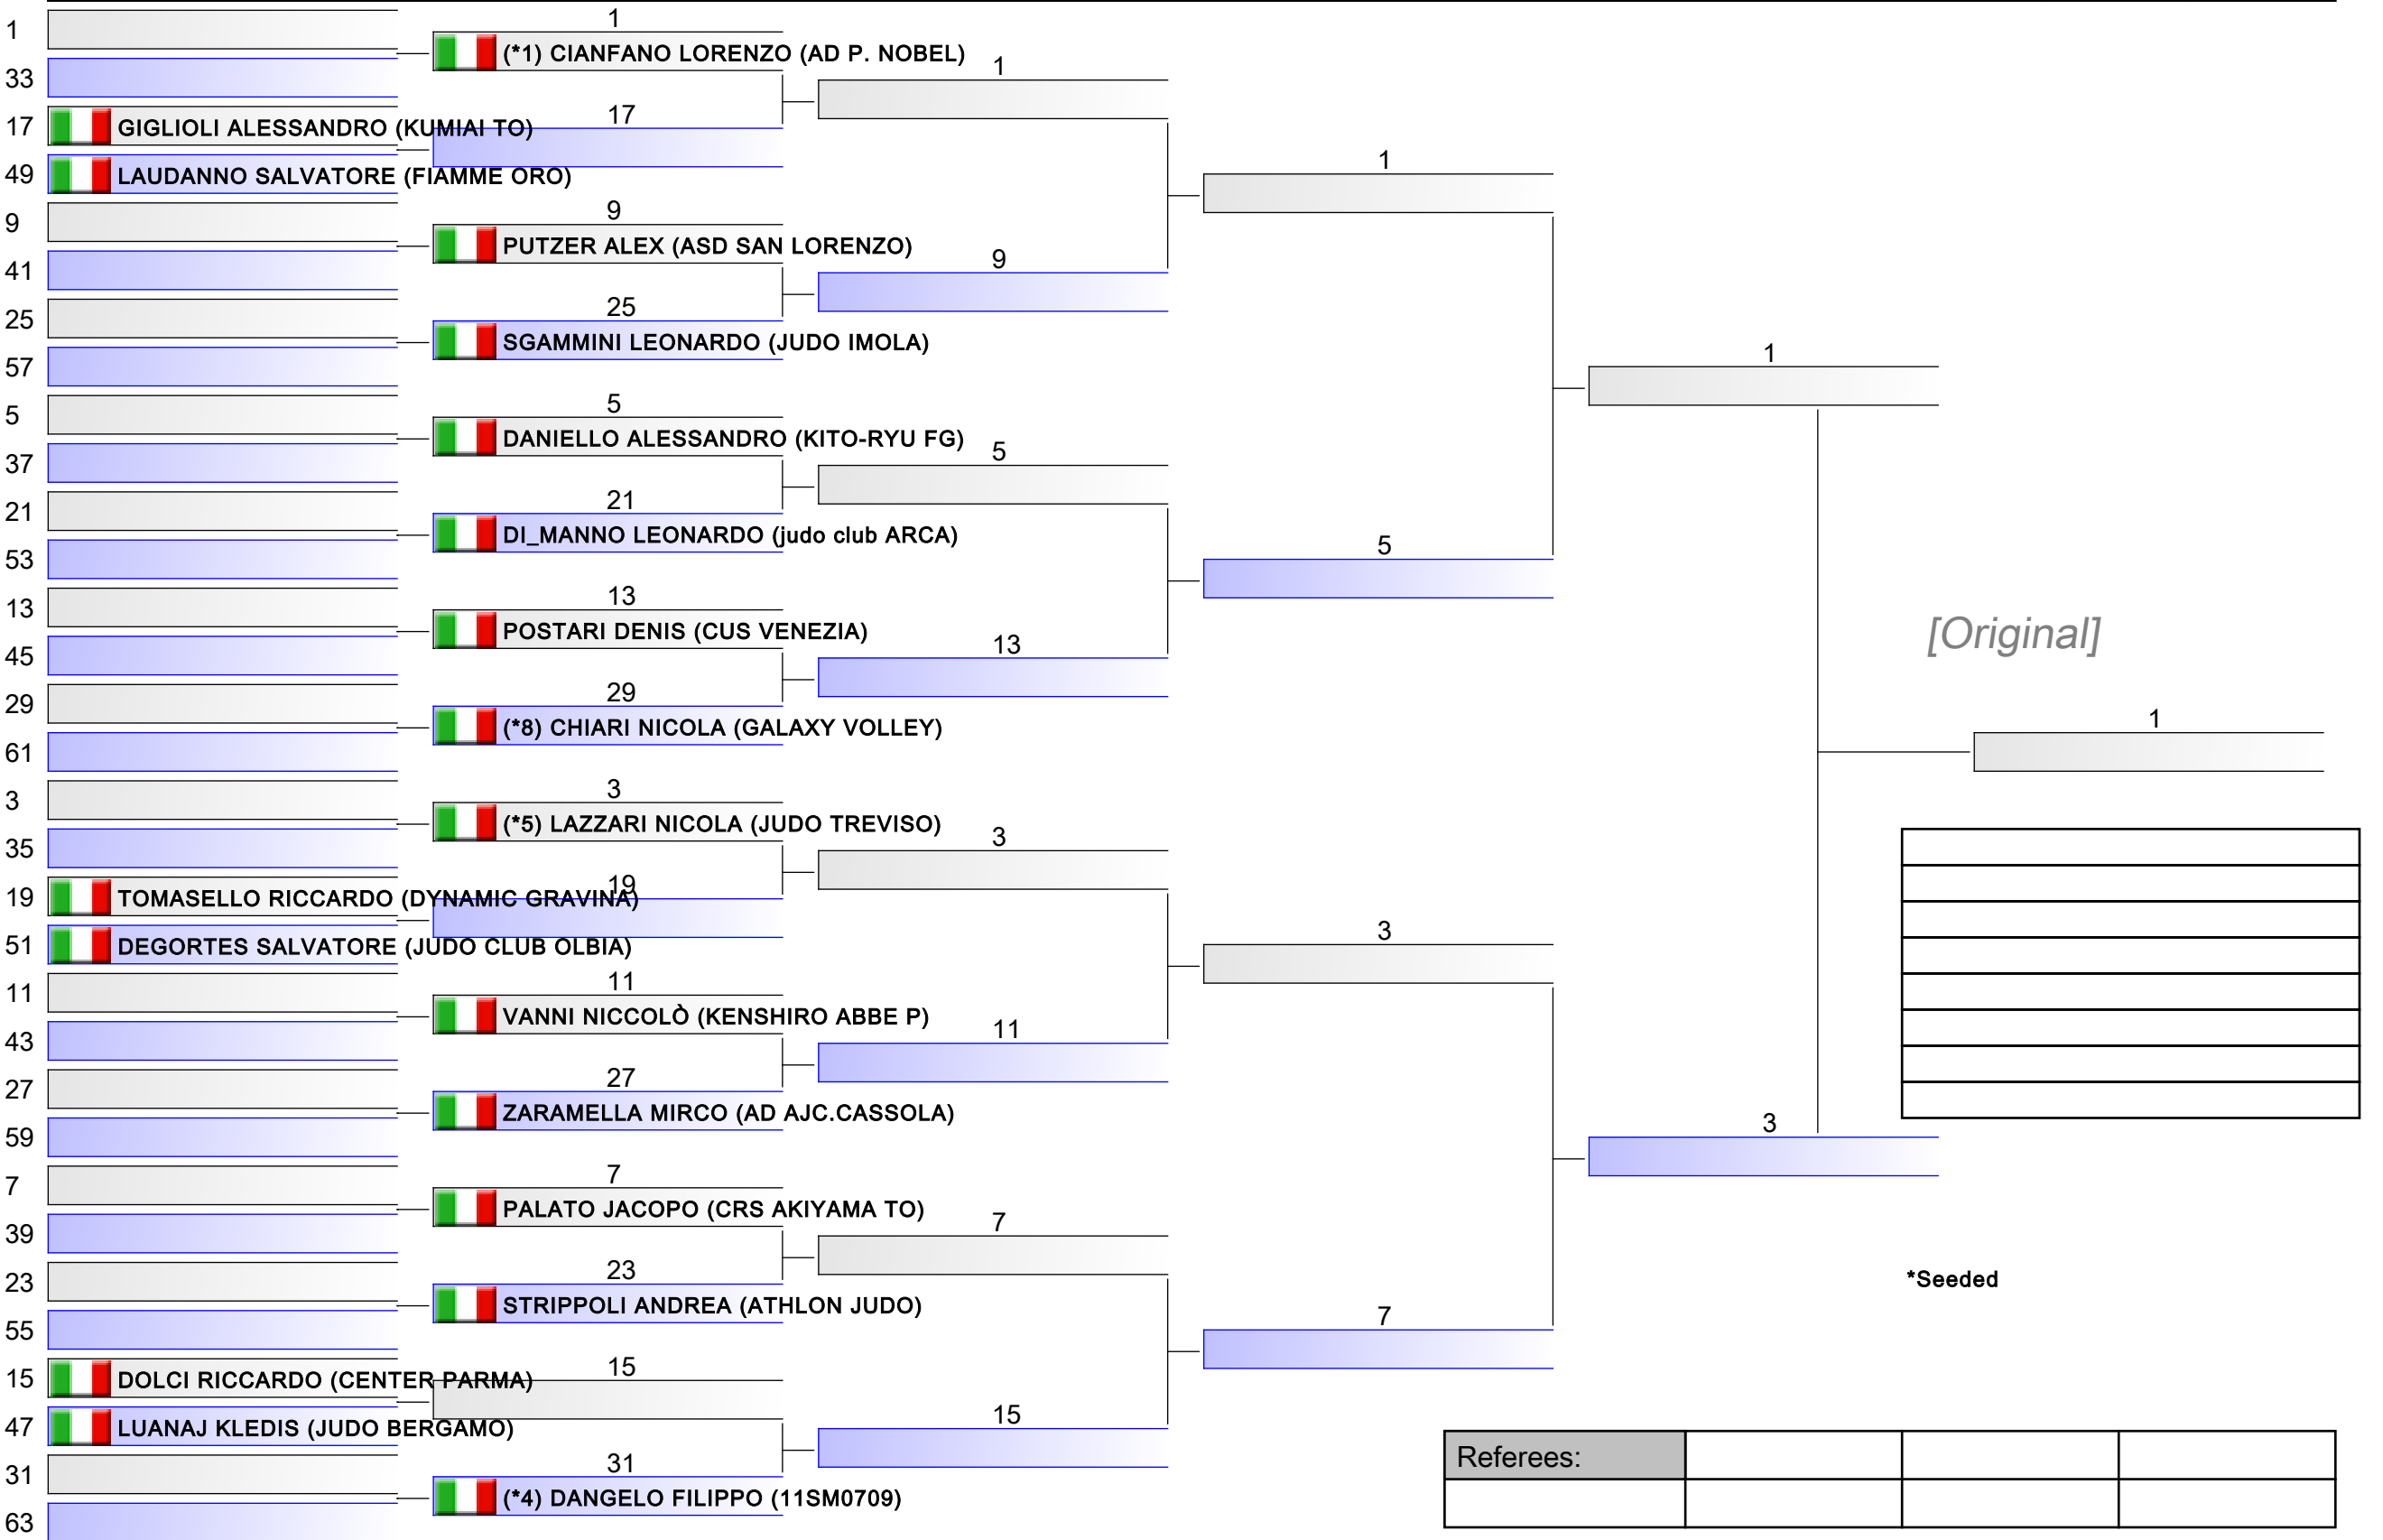 1
1
(*1) CIANFANO LORENZO (AD P. NOBEL)
1
33
17
17
GIGLIOLI ALESSANDRO (KUMIAI TO)
1
49
LAUDANNO SALVATORE (FIAMME ORO)
9
9
PUTZER ALEX (ASD SAN LORENZO)
9
41
25
25
SGAMMINI LEONARDO (JUDO IMOLA)
1
57
5
5
DANIELLO ALESSANDRO (KITO-RYU FG)
5
37
21
21
DI_MANNO LEONARDO (judo club ARCA)
5
53
13
13
POSTARI DENIS (CUS VENEZIA)
13
[Original]
45
29
29
(*8) CHIARI NICOLA (GALAXY VOLLEY)
1
61
3
3
(*5) LAZZARI NICOLA (JUDO TREVISO)
3
35
19
19
TOMASELLO RICCARDO (DYNAMIC GRAVINA)
3
51
DEGORTES SALVATORE (JUDO CLUB OLBIA)
11
11
VANNI NICCOLÒ (KENSHIRO ABBE P)
11
43
27
27
ZARAMELLA MIRCO (AD AJC.CASSOLA)
3
59
7
7
PALATO JACOPO (CRS AKIYAMA TO)
7
39
23
23
*Seeded
STRIPPOLI ANDREA (ATHLON JUDO)
7
55
15
15
DOLCI RICCARDO (CENTER PARMA)
15
47
LUANAJ KLEDIS (JUDO BERGAMO)
Referees:
31
31
(*4) DANGELO FILIPPO (11SM0709)
63